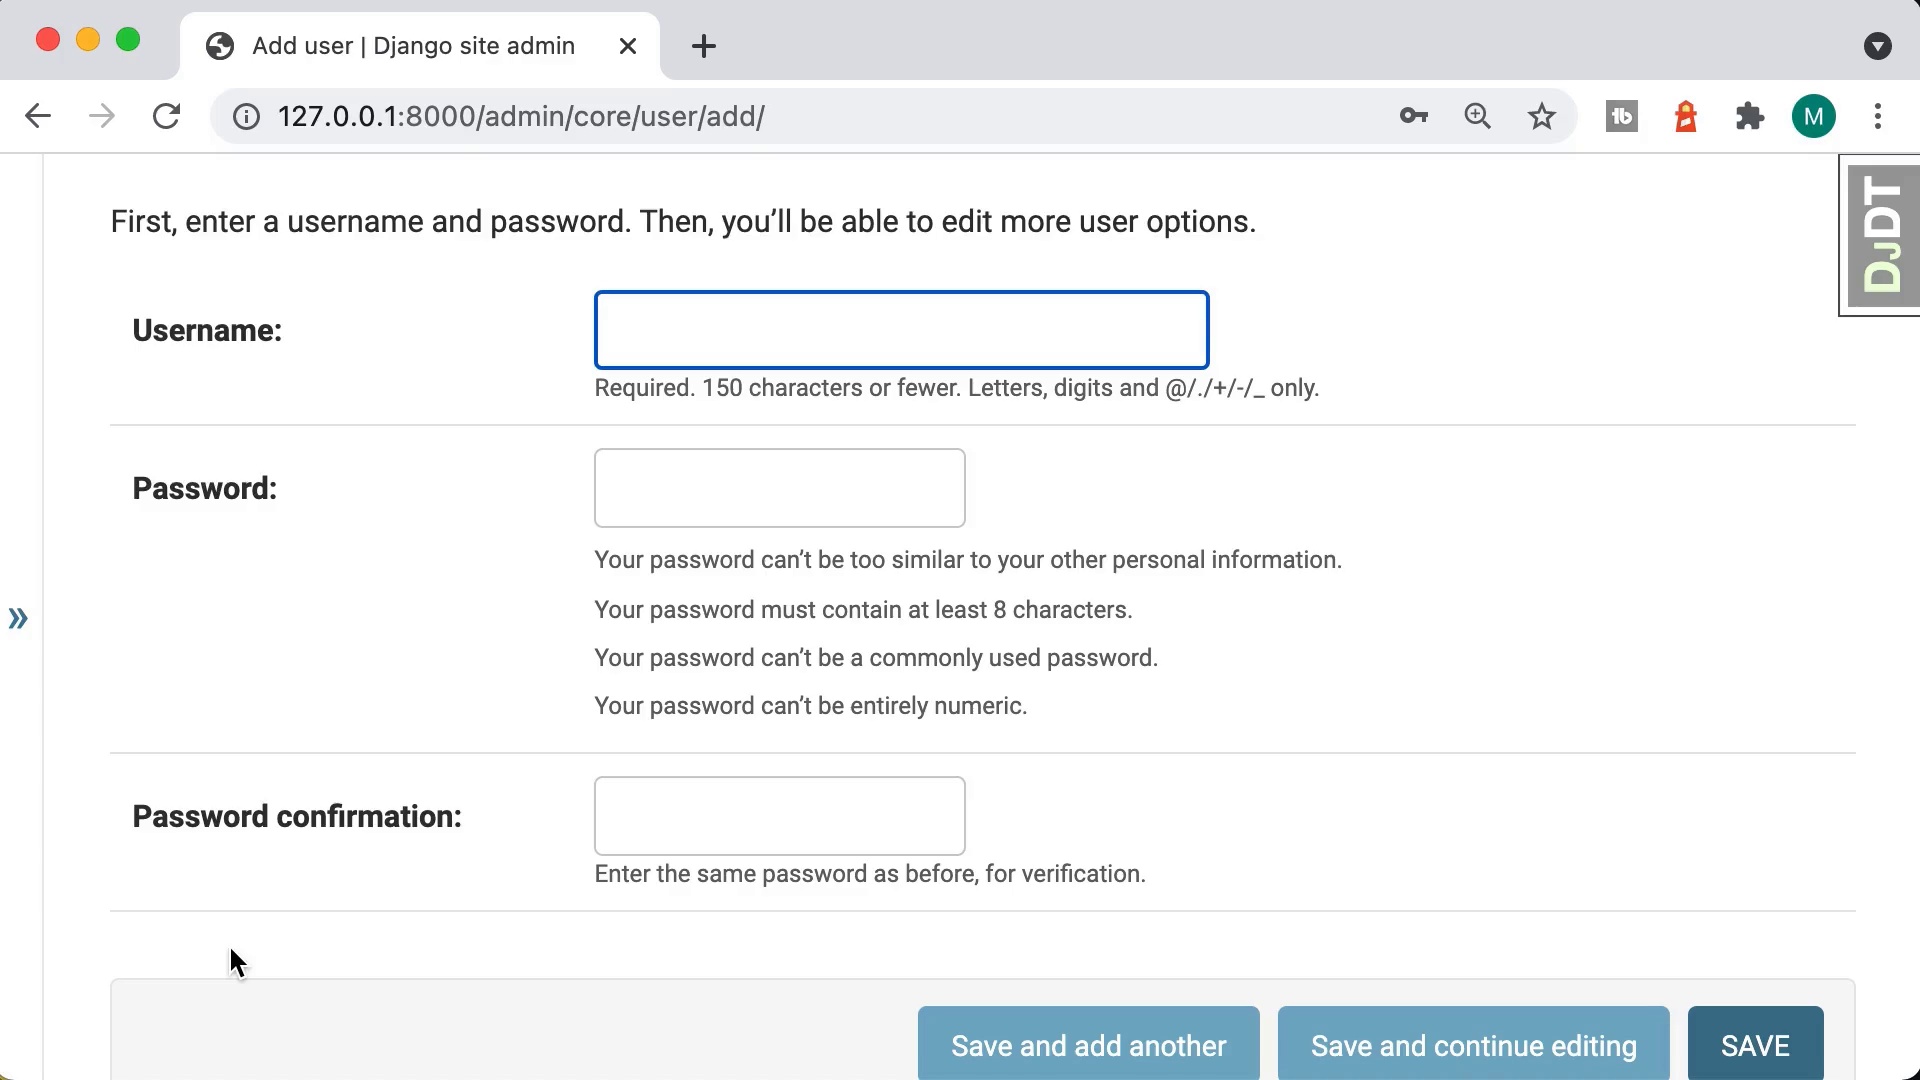 Add user | Django site admin
127.0.0.1:8000/admin/core/user/add/
tb
M
DJDT
First, enter a username and password. Then, you’ll be able to edit more user options.
Username:
Required. 150 characters or fewer. Letters, digits and @/./+/-/_ only.
Password:
Your password can’t be too similar to your other personal information.
Your password must contain at least 8 characters.
Your password can’t be a commonly used password.
Your password can’t be entirely numeric.
Password confirmation:
Enter the same password as before, for verification.
Save and add another
Save and continue editing
SAVE